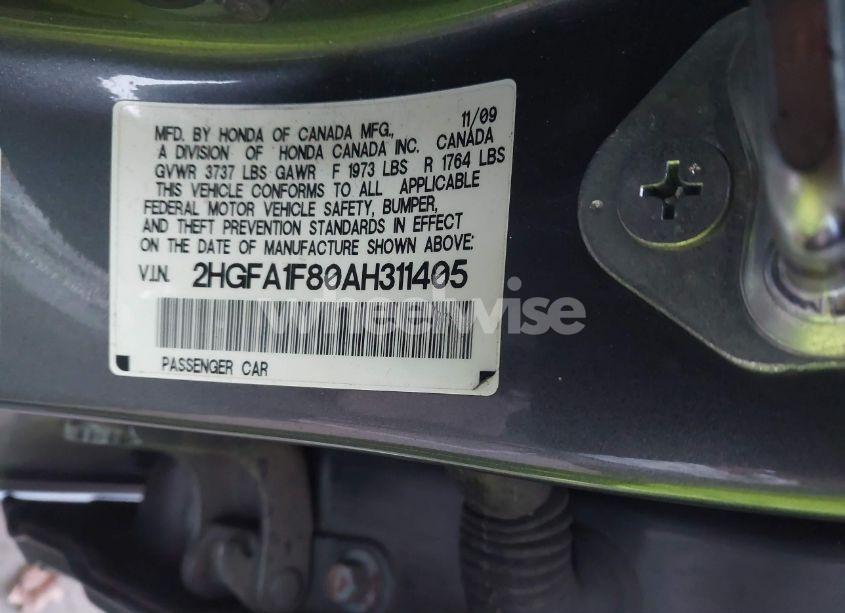 11/09
MFD. BY HONDA OF CANADA MFG.,
A DIVISION OF HONDA CANADA INC. CANADA
GVWR 3737 LBS GAWR F 1973 LBS R 1764 LBS
THIS VEHICLE CONFORMS TO ALL APPLICABLE
FEDERAL MOTOR VEHICLE SAFETY, BUMPER,
AND THEFT PREVENTION STANDARDS IN EFFECT
ON THE DATE OF MANUFACTURE SHOWN ABOVE:
V.I.N. 2HGFA1F80AH311405
wheelwise
PASSENGER CAR